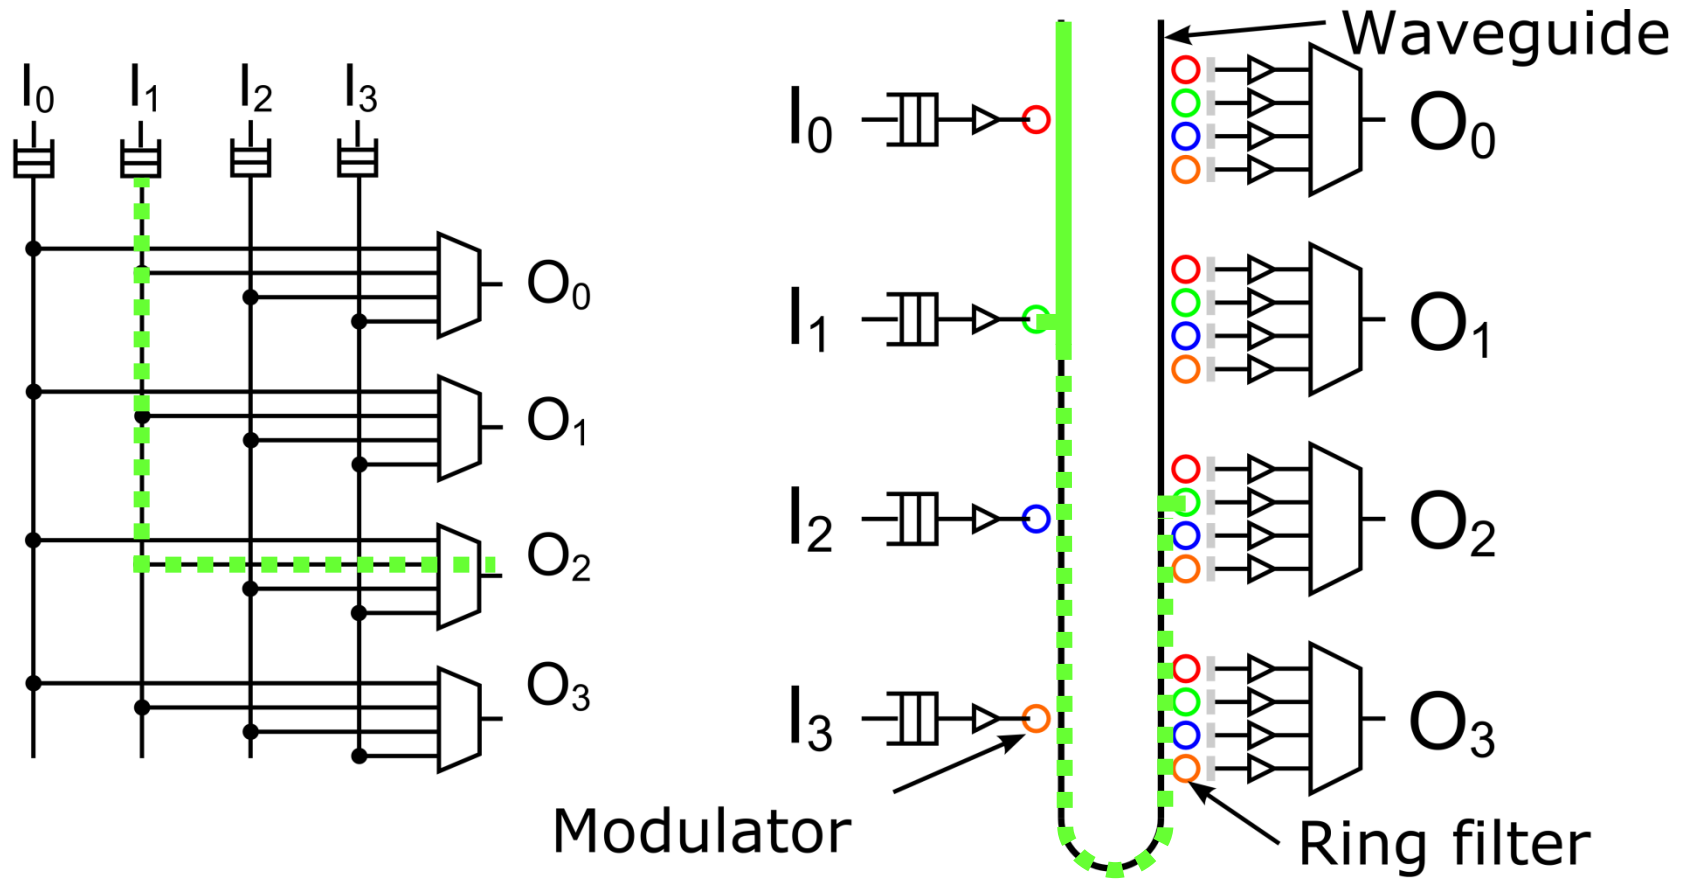 I0 I1 I2 I3
O0
O1
O2
O3
Waveguide
I0
O0
I1
O1
I2
O2
I3
O3
Modulator
Ring filter